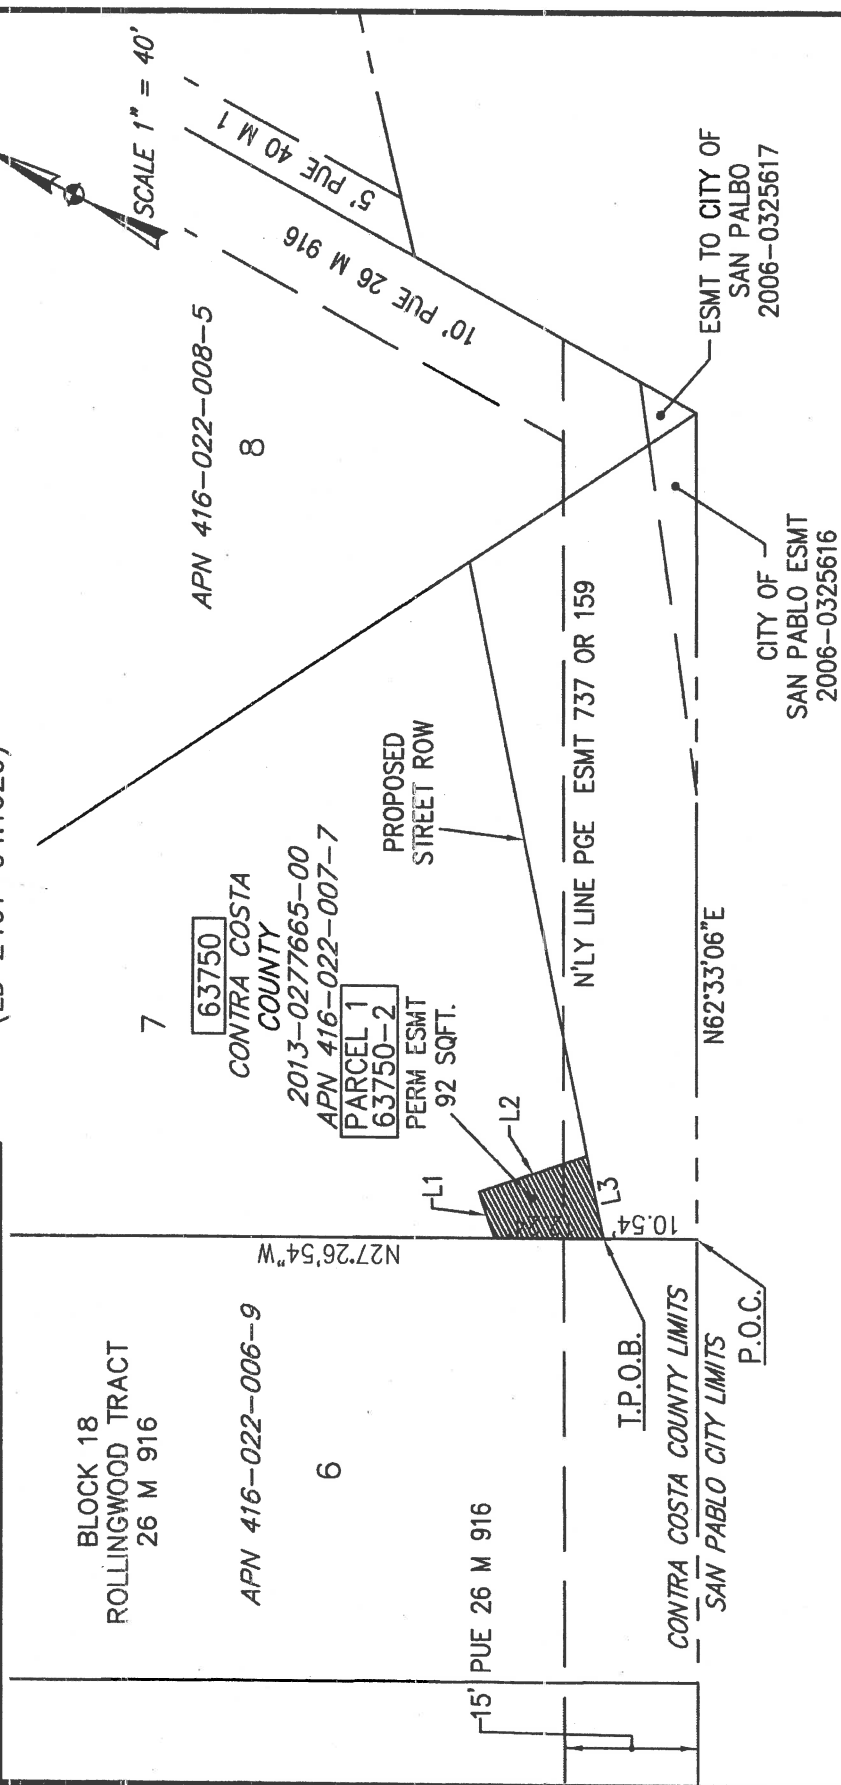 BLOCK 18
ROLLINGWOOD TRACT
26 M 916
APN 416-022-006-9
6
15' PUE 26 M 916
CONTRA COSTA COUNTY LIMITS
SAN PABLO CITY LIMITS
T.P.O.B.
P.O.C.
N27°26'54"W
10.54'
L1
L2
L3
7
63750
CONTRA COSTA
COUNTY
2013-0277665-00
APN 416-022-007-7
PARCEL 1
63750-2
PERM ESMT
92 SQFT.
PROPOSED
STREET ROW
N'LY LINE PGE ESMT 737 OR 159
N62°33'06"E
APN 416-022-008-5
8
SCALE 1" = 40'
10' PUE 26 M 916
5' PUE 40 M 1
ESMT TO CITY OF
SAN PALBO
2006-0325617
CITY OF
SAN PABLO ESMT
2006-0325616